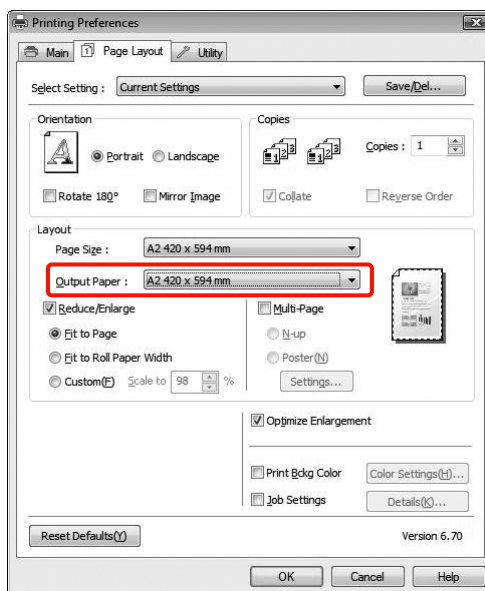 Printing Preferences
Main Page Layout Utility
Select Setting : Current Settings Save/Del...
Orientation
Portrait Landscape
Rotate 180° Mirror Image
Copies
Copies : 1
Collate Reverse Order
Layout
Page Size : A2 420 x 594 mm
Output Paper : A2 420 x 594 mm
Reduce/Enlarge
Fit to Page
Fit to Roll Paper Width
Custom(F) Scale to 98 %
Multi-Page
N-up
Poster(N)
Settings...
Optimize Enlargement
Print Bckg Color Color Settings(H)...
Job Settings Details(K)...
Reset Defaults(Y) Version 6.70
OK Cancel Help